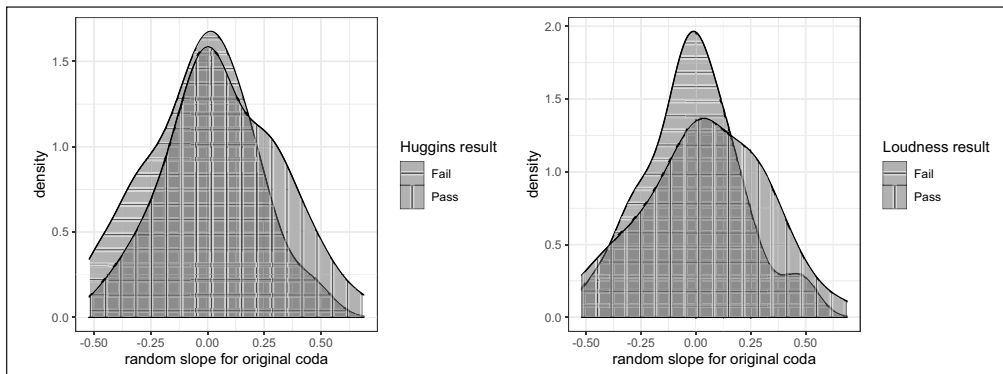 1.5
1.0
0.5
0.0
density
-0.50
-0.25
0.00
0.25
0.50
random slope for original coda
Huggins result
Fail
Pass
2.0
1.5
1.0
0.5
0.0
density
-0.50
-0.25
0.00
0.25
0.50
random slope for original coda
Loudness result
Fail
Pass